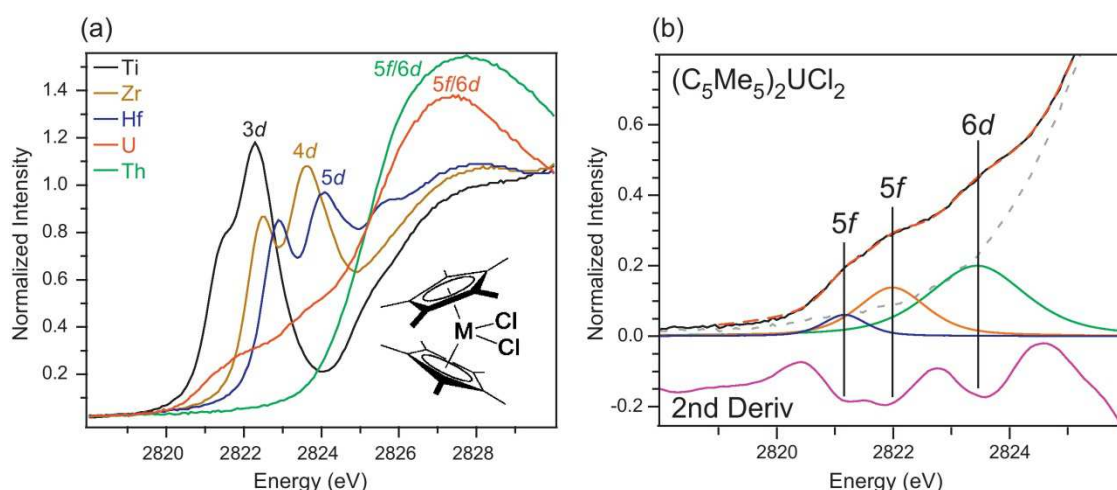 (a)
Ti
Zr
Hf
U
Th
3d
4d
5d
5f/6d
5f/6d
M
Cl
Cl
Normalized Intensity
1.4
1.2
1.0
0.8
0.6
0.4
0.2
2820
2822
2824
2826
2828
Energy (eV)
(b)
(C5Me5)2UCl2
5f
5f
6d
2nd Deriv
Normalized Intensity
0.6
0.4
0.2
0.0
-0.2
2820
2822
2824
Energy (eV)